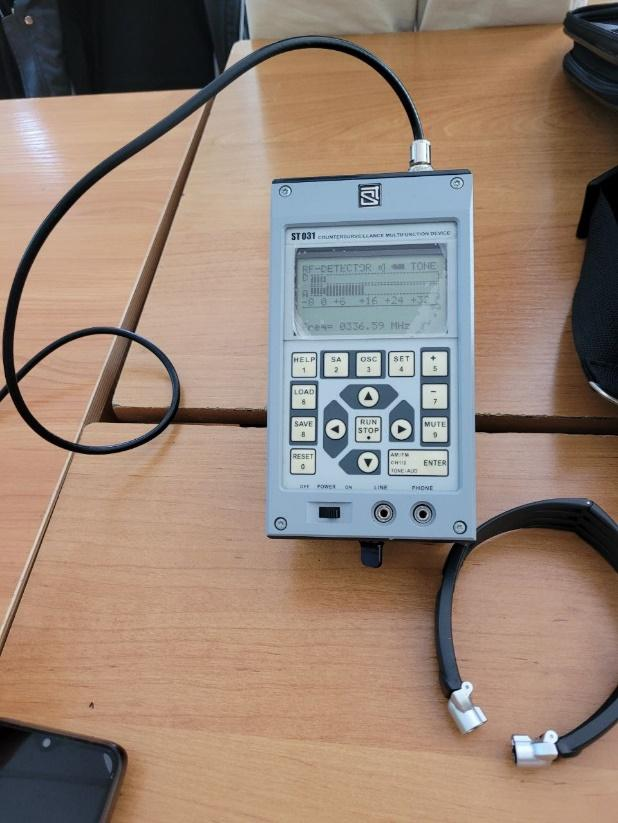 ST 031 COUNTERSURVEILLANCE MULTIFUNCTION DEVICE
RF-DETECTOR TONE
D
A
-8 0 +6 +16 +24 +32
Freq= 0336.59 MHz
HELP SA OSC SET +
1 2 3 4 5
LOAD −
6 7
SAVE RUN MUTE
8 STOP 9
RESET AM/FM
0 CH1/2 ENTER
TONE-AUD
OFF POWER ON LINE PHONE